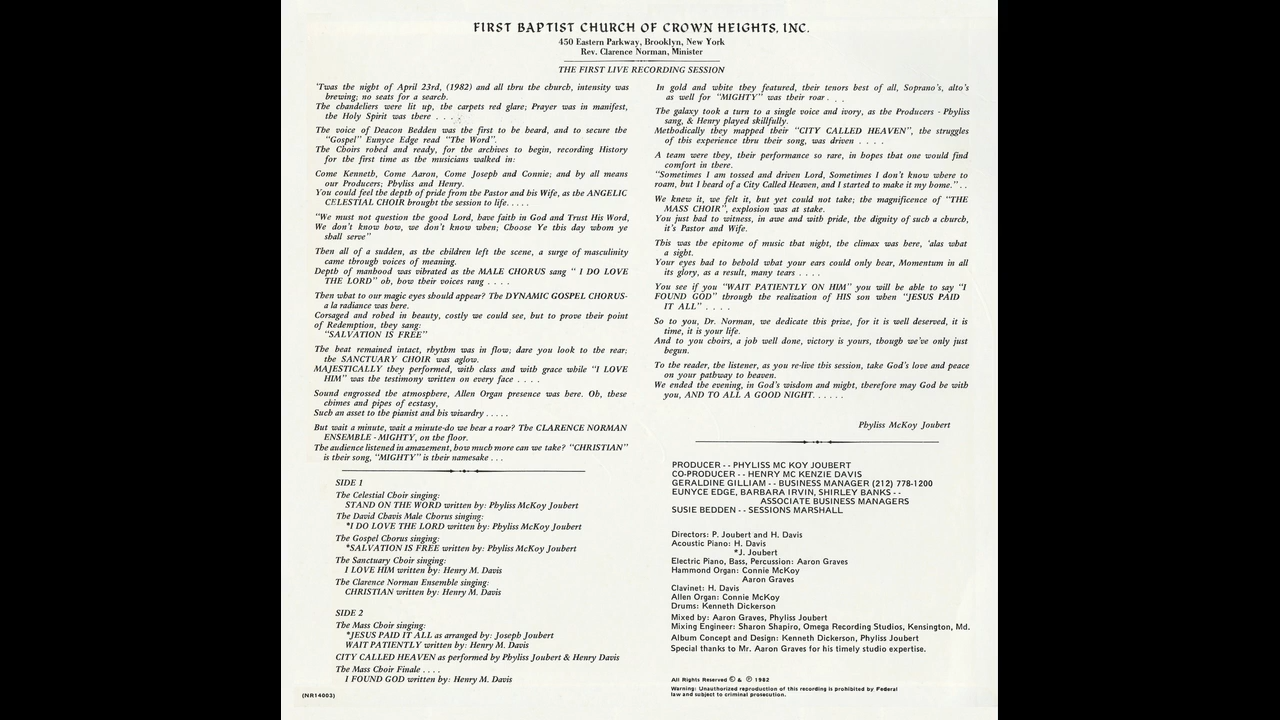 FIRST BAPTIST CHURCH OF CROWN HEIGHTS, INC.
450 Eastern Parkway, Brooklyn, New York
Rev. Clarence Norman, Minister
THE FIRST LIVE RECORDING SESSION
'Twas the night of April 23rd, (1982) and all thru the church, intensity was
brewing; no seats for a search.
The chandeliers were lit up, the carpets red glare; Prayer was in manifest,
the Holy Spirit was there . . . .
The voice of Deacon Bedden was the first to be heard, and to secure the
"Gospel" Eunyce Edge read "The Word".
The Choirs robed and ready, for the archives to begin, recording History
for the first time as the musicians walked in:
Come Kenneth, Come Aaron, Come Joseph and Connie; and by all means
our Producers; Phyliss and Henry.
You could feel the depth of pride from the Pastor and his Wife, as the ANGELIC
CELESTIAL CHOIR brought the session to life. . . . .
"We must not question the good Lord, have faith in God and Trust His Word,
We don't know how, we don't know when; Choose Ye this day whom ye
shall serve"
Then all of a sudden, as the children left the scene, a surge of masculinity
came through voices of meaning.
Depth of manhood was vibrated as the MALE CHORUS sang " I DO LOVE
THE LORD" oh, how their voices rang . . . .
Then what to our magic eyes should appear? The DYNAMIC GOSPEL CHORUS-
a la radiance was here.
Corsaged and robed in beauty, costly we could see, but to prove their point
of Redemption, they sang:
"SALVATION IS FREE"
The beat remained intact, rhythm was in flow; dare you look to the rear;
the SANCTUARY CHOIR was aglow.
MAJESTICALLY they performed, with class and with grace while "I LOVE
HIM" was the testimony written on every face . . . .
Sound engrossed the atmosphere, Allen Organ presence was here. Oh, these
chimes and pipes of ecstasy,
Such an asset to the pianist and his wizardry . . . . .
But wait a minute, wait a minute-do we hear a roar? The CLARENCE NORMAN
ENSEMBLE - MIGHTY, on the floor.
The audience listened in amazement, how much more can we take? "CHRISTIAN"
is their song, "MIGHTY" is their namesake . . .
SIDE 1
The Celestial Choir singing:
STAND ON THE WORD written by: Phyliss McKoy Joubert
The David Chavis Male Chorus singing:
*I DO LOVE THE LORD written by: Phyliss McKoy Joubert
The Gospel Chorus singing:
*SALVATION IS FREE written by: Phyliss McKoy Joubert
The Sanctuary Choir singing:
I LOVE HIM written by: Henry M. Davis
The Clarence Norman Ensemble singing:
CHRISTIAN written by: Henry M. Davis
SIDE 2
The Mass Choir singing:
*JESUS PAID IT ALL as arranged by: Joseph Joubert
WAIT PATIENTLY written by: Henry M. Davis
CITY CALLED HEAVEN as performed by Phyliss Joubert & Henry Davis
The Mass Choir Finale . . . .
I FOUND GOD written by: Henry M. Davis
(NR14003)
In gold and white they featured, their tenors best of all, Soprano's, alto's
as well for "MIGHTY" was their roar . . .
The galaxy took a turn to a single voice and ivory, as the Producers - Phyliss
sang, & Henry played skillfully.
Methodically they mapped their "CITY CALLED HEAVEN", the struggles
of this experience thru their song, was driven . . . .
A team were they, their performance so rare, in hopes that one would find
comfort in there.
"Sometimes I am tossed and driven Lord, Sometimes I don't know where to
roam, but I heard of a City Called Heaven, and I started to make it my home." . .
We knew it, we felt it, but yet could not take; the magnificence of "THE
MASS CHOIR", explosion was at stake.
You just had to witness, in awe and with pride, the dignity of such a church,
it's Pastor and Wife.
This was the epitome of music that night, the climax was here, 'alas what
a sight.
Your eyes had to behold what your ears could only hear, Momentum in all
its glory, as a result, many tears . . . .
You see if you "WAIT PATIENTLY ON HIM" you will be able to say "I
FOUND GOD" through the realization of HIS son when "JESUS PAID
IT ALL" . . . .
So to you, Dr. Norman, we dedicate this prize, for it is well deserved, it is
time, it is your life.
And to you choirs, a job well done, victory is yours, though we've only just
begun.
To the reader, the listener, as you re-live this session, take God's love and peace
on your pathway to heaven.
We ended the evening, in God's wisdom and might, therefore may God be with
you, AND TO ALL A GOOD NIGHT. . . . . .
Phyliss McKoy Joubert
PRODUCER - - PHYLISS MC KOY JOUBERT
CO-PRODUCER - - HENRY MC KENZIE DAVIS
GERALDINE GILLIAM - - BUSINESS MANAGER (212) 778-1200
EUNYCE EDGE, BARBARA IRVIN, SHIRLEY BANKS - -
ASSOCIATE BUSINESS MANAGERS
SUSIE BEDDEN - - SESSIONS MARSHALL
Directors: P. Joubert and H. Davis
Acoustic Piano: H. Davis
*J. Joubert
Electric Piano, Bass, Percussion: Aaron Graves
Hammond Organ: Connie McKoy
Aaron Graves
Clavinet: H. Davis
Allen Organ: Connie McKoy
Drums: Kenneth Dickerson
Mixed by: Aaron Graves, Phyliss Joubert
Mixing Engineer: Sharon Shapiro, Omega Recording Studios, Kensington, Md.
Album Concept and Design: Kenneth Dickerson, Phyliss Joubert
Special thanks to Mr. Aaron Graves for his timely studio expertise.
All Rights Reserved © & ℗ 1982
Warning: Unauthorized reproduction of this recording is prohibited by Federal
law and subject to criminal prosecution.